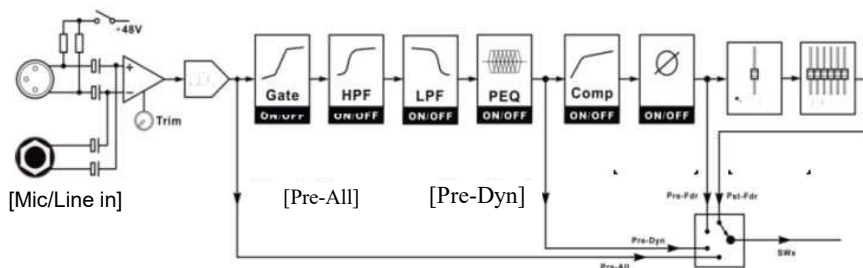 +48V
Trim
Gate
ON/OFF
HPF
ON/OFF
LPF
ON/OFF
PEQ
ON/OFF
Comp
ON/OFF
ON/OFF
[Mic/Line in]
[Pre-All]
[Pre-Dyn]
Pre-Fdr
Pst-Fdr
Pre-Dyn
Pre-All
SWx